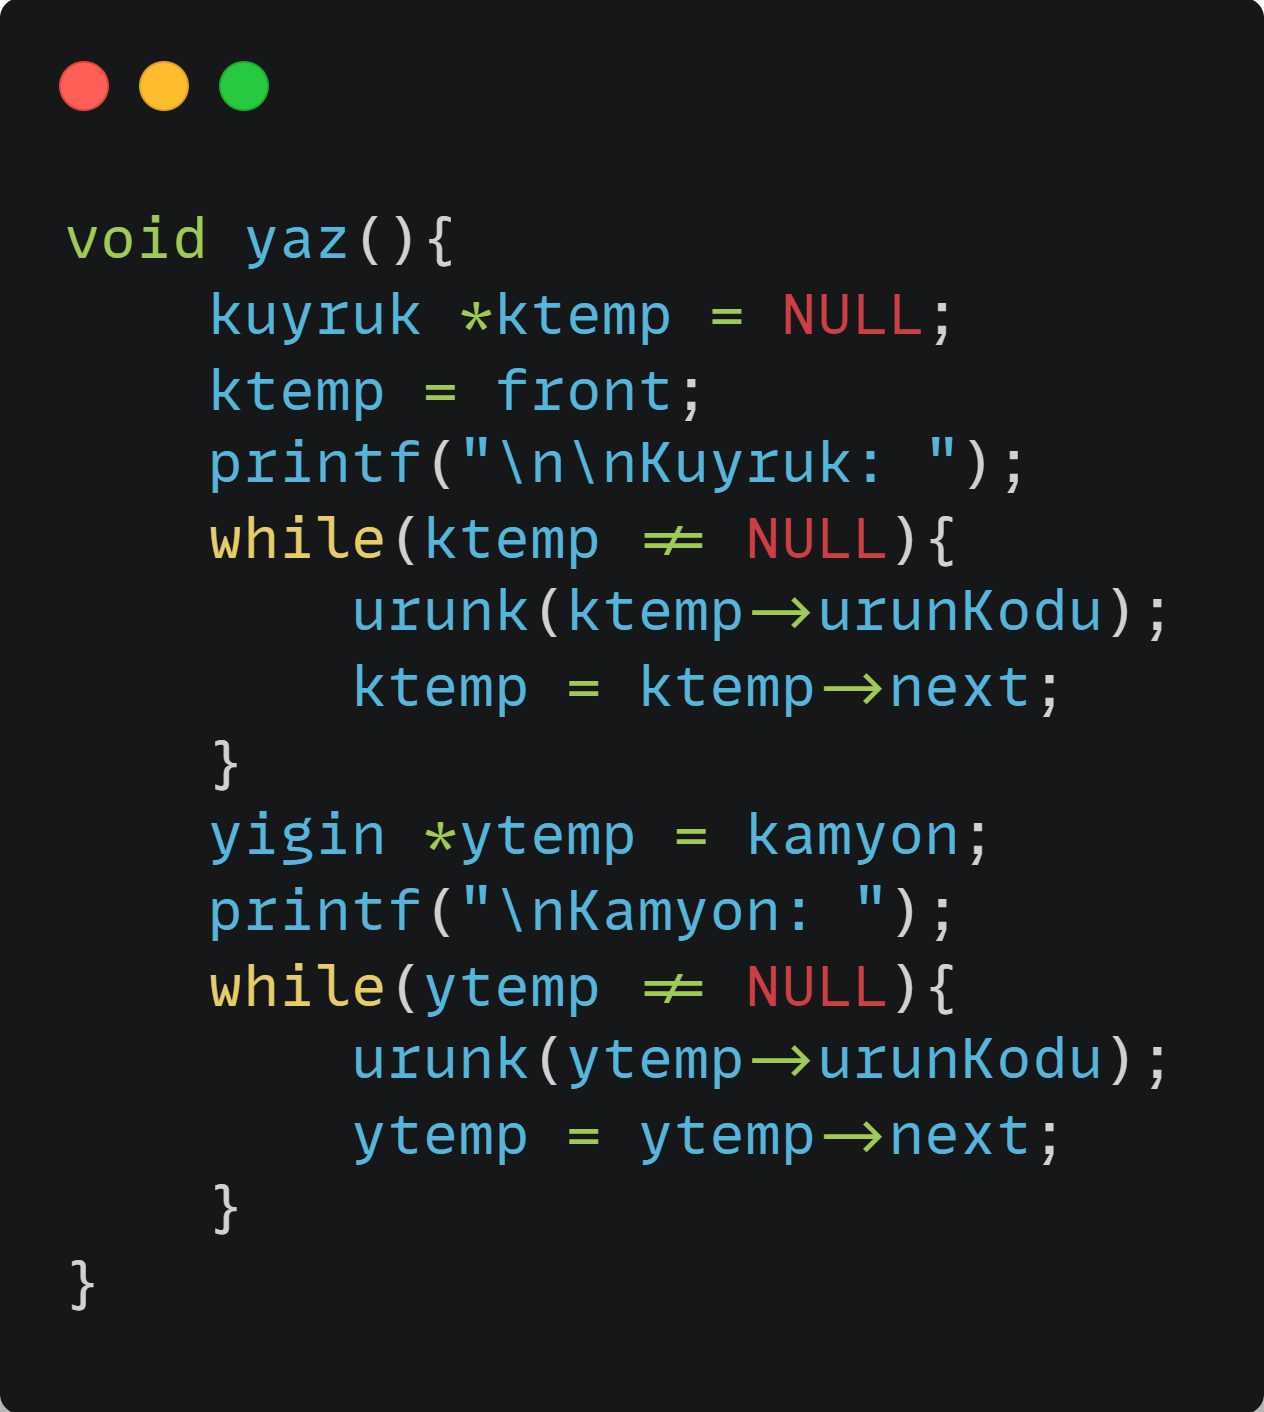 void yaz(){
    kuyruk *ktemp = NULL;
    ktemp = front;
    printf("\n\nKuyruk: ");
    while(ktemp != NULL){
        urunk(ktemp->urunKodu);
        ktemp = ktemp->next;
    }
    yigin *ytemp = kamyon;
    printf("\nKamyon: ");
    while(ytemp != NULL){
        urunk(ytemp->urunKodu);
        ytemp = ytemp->next;
    }
}